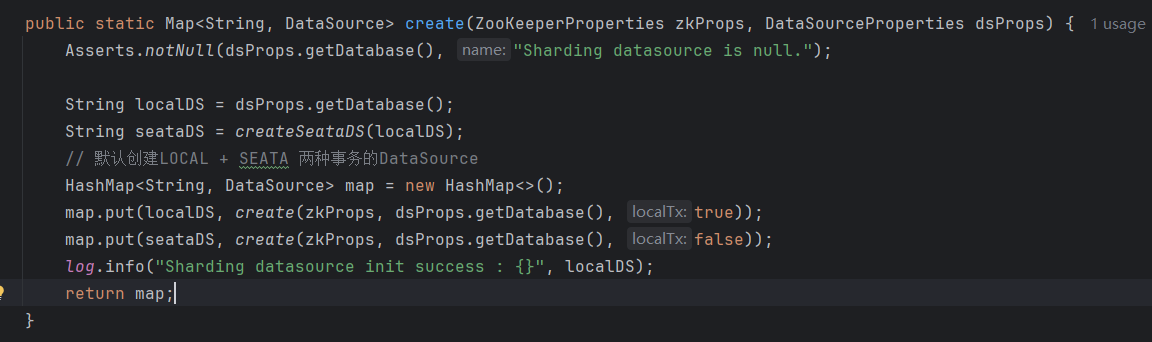 public static Map<String, DataSource> create(ZooKeeperProperties zkProps, DataSourceProperties dsProps) { 1 usage
Asserts.notNull(dsProps.getDatabase(), name: "Sharding datasource is null.");
String localDS = dsProps.getDatabase();
String seataDS = createSeataDS(localDS);
// 默认创建LOCAL + SEATA 两种事务的DataSource
HashMap<String, DataSource> map = new HashMap<>();
map.put(localDS, create(zkProps, dsProps.getDatabase(), localTx: true));
map.put(seataDS, create(zkProps, dsProps.getDatabase(), localTx: false));
log.info("Sharding datasource init success : {}", localDS);
return map;
}